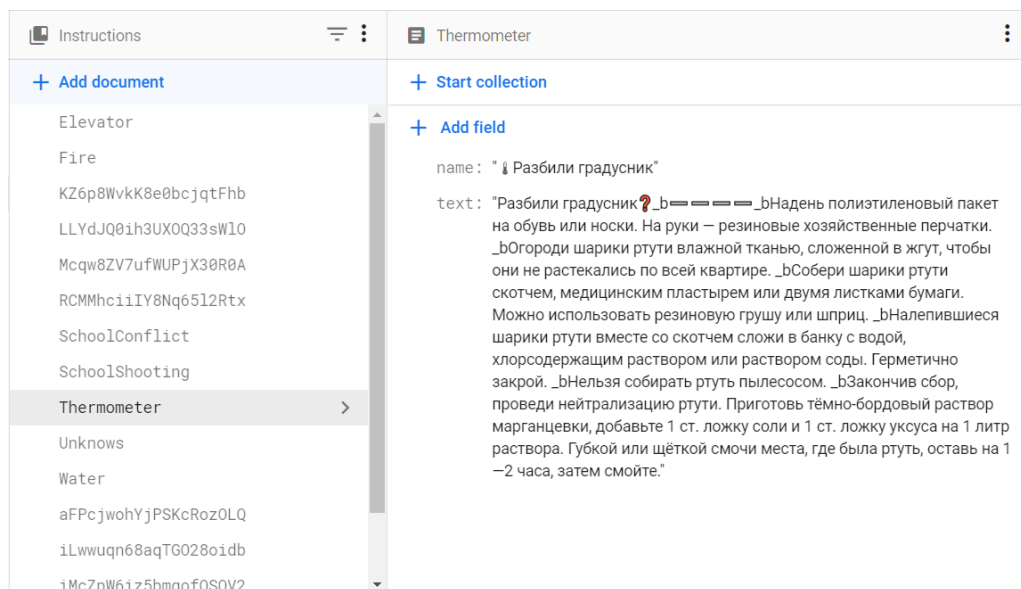 Instructions
Add document
Elevator
Fire
KZ6p8WvkK8e0bcjqtFhb
LLYdJQ0ih3UXOQ33sWlO
Mcqw8ZV7ufWUPjX30R0A
RCMMhciiIY8Nq65l2Rtx
SchoolConflict
SchoolShooting
Thermometer
Unknows
Water
aFPcjwohYjPSKcRozOLQ
iLwwuqn68aqTGO28oidb
Thermometer
Start collection
Add field
name: "🌡 Разбили градусник"
text: "Разбили градусник❓_b➖➖➖➖_bНадень полиэтиленовый пакет
на обувь или носки. На руки — резиновые хозяйственные перчатки.
_bОгороди шарики ртути влажной тканью, сложенной в жгут, чтобы
они не растекались по всей квартире. _bСобери шарики ртути
скотчем, медицинским пластырем или двумя листками бумаги.
Можно использовать резиновую грушу или шприц. _bНалепившиеся
шарики ртути вместе со скотчем сложи в банку с водой,
хлорсодержащим раствором или раствором соды. Герметично
закрой. _bНельзя собирать ртуть пылесосом. _bЗакончив сбор,
проведи нейтрализацию ртути. Приготовь тёмно-бордовый раствор
марганцевки, добавьте 1 ст. ложку соли и 1 ст. ложку уксуса на 1 литр
раствора. Губкой или щёткой смочи места, где была ртуть, оставь на 1
—2 часа, затем смойте."